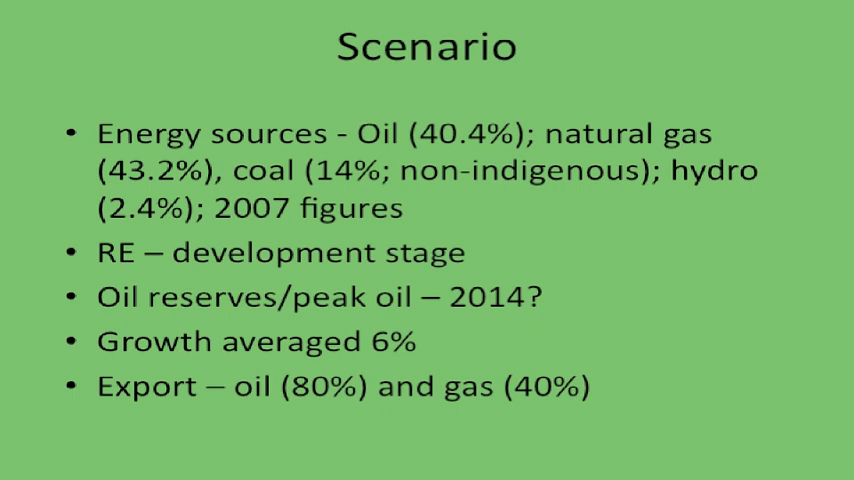 Scenario
• Energy sources - Oil (40.4%); natural gas
(43.2%), coal (14%; non-indigenous); hydro
(2.4%); 2007 figures
• RE – development stage
• Oil reserves/peak oil – 2014?
• Growth averaged 6%
• Export – oil (80%) and gas (40%)